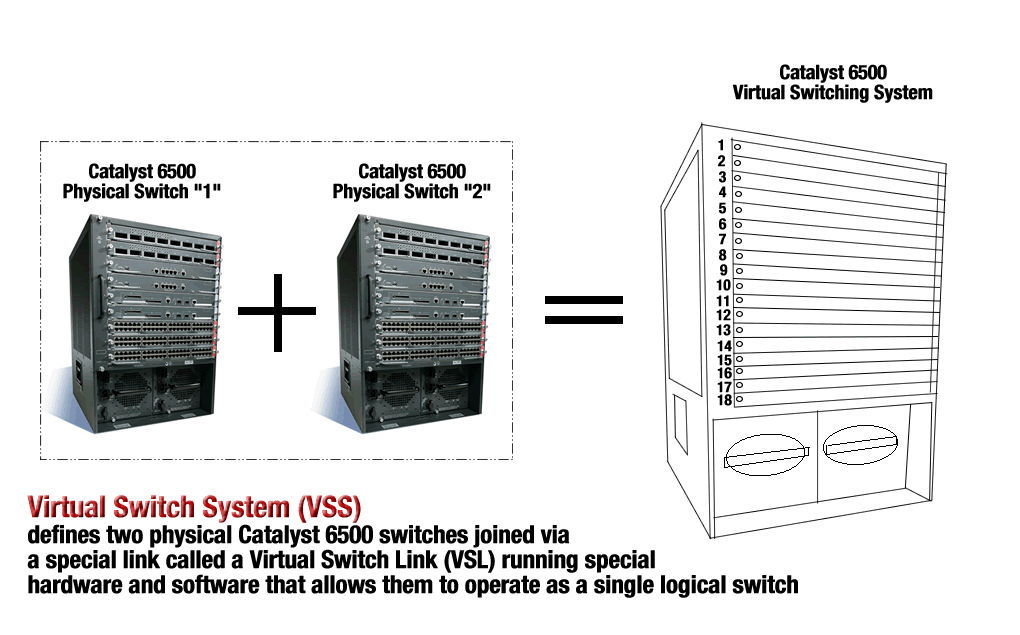 Catalyst 6500
Virtual Switching System
Catalyst 6500
Physical Switch "1"
Catalyst 6500
Physical Switch "2"
1
2
3
4
5
6
7
8
9
10
11
12
13
14
15
16
17
18
Virtual Switch System (VSS)
defines two physical Catalyst 6500 switches joined via
a special link called a Virtual Switch Link (VSL) running special
hardware and software that allows them to operate as a single logical switch